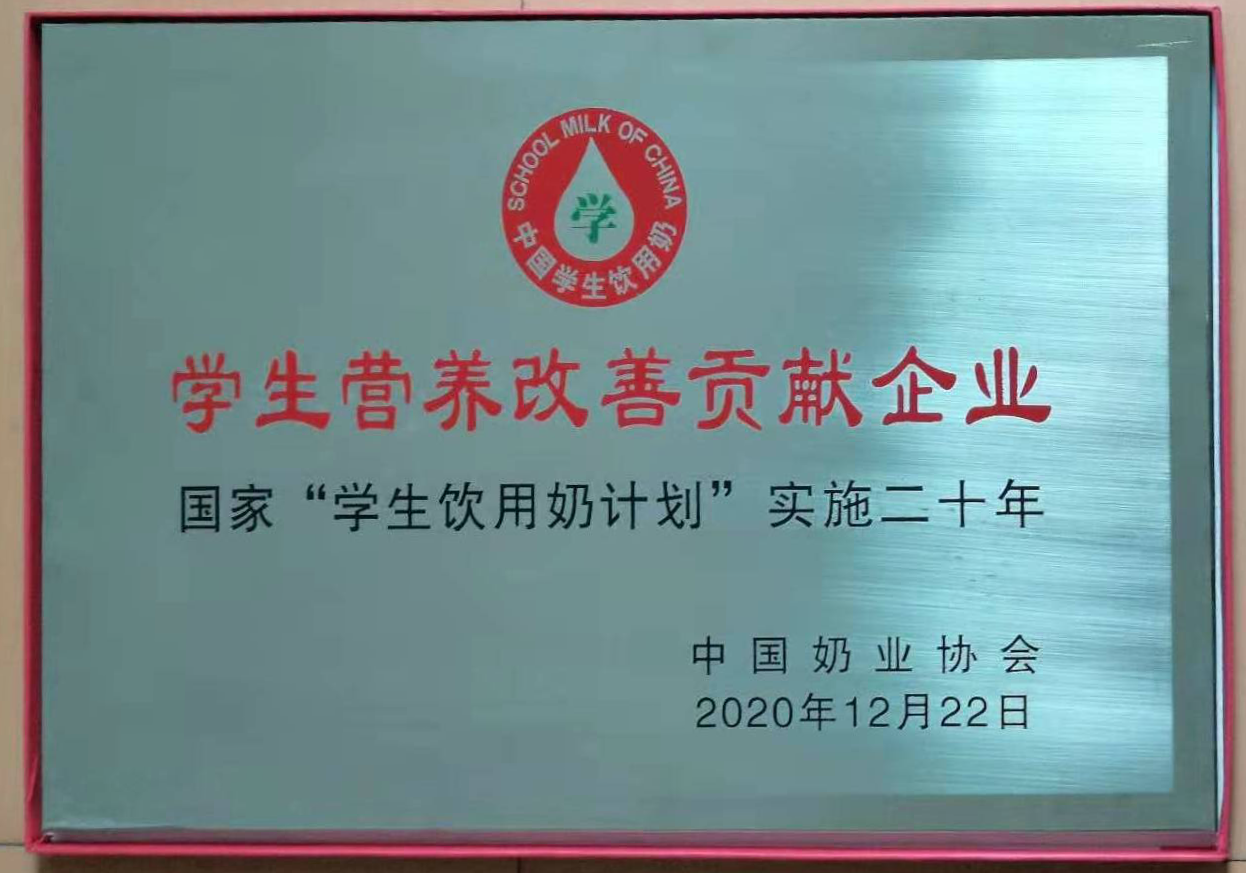 SCHOOL MILK OF CHINA
学
中国学生饮用奶
学生营养改善贡献企业
国家“学生饮用奶计划”实施二十年
中国奶业协会
2020年12月22日